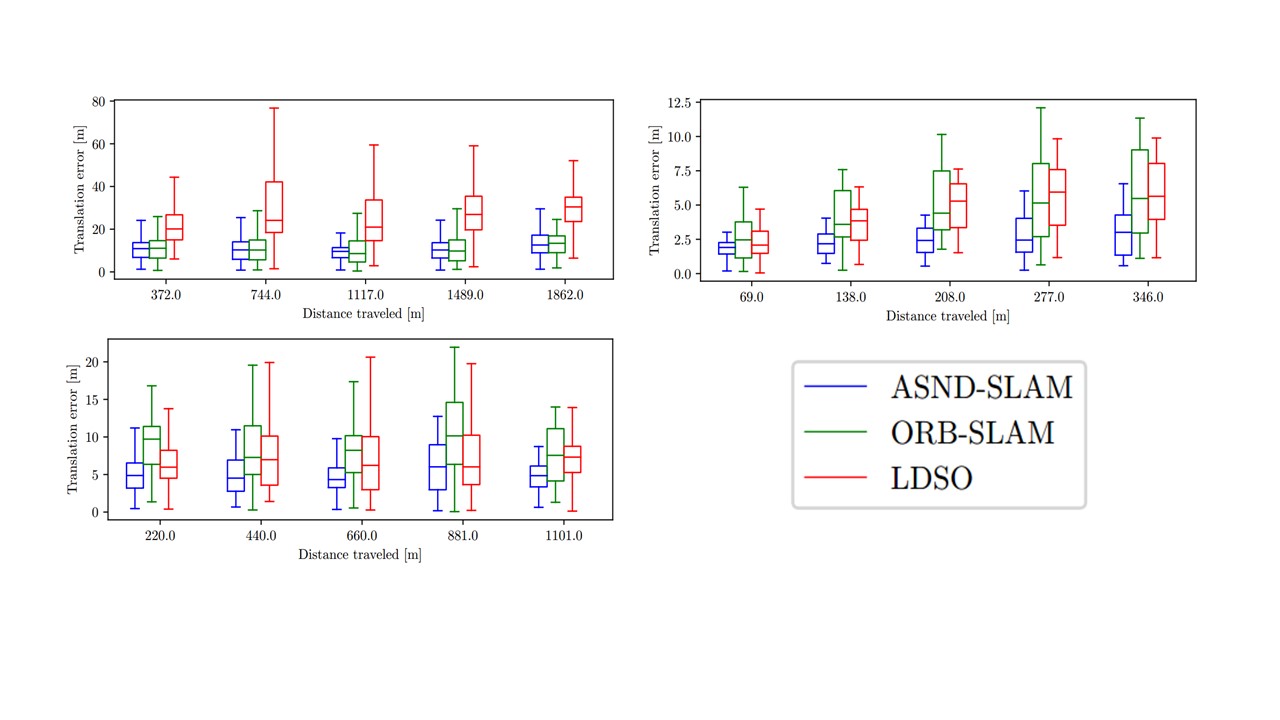 80
60
40
20
0
Translation error [m]
372.0 744.0 1117.0 1489.0 1862.0
Distance traveled [m]
12.5
10.0
7.5
5.0
2.5
0.0
Translation error [m]
69.0 138.0 208.0 277.0 346.0
Distance traveled [m]
20
15
10
5
0
Translation error [m]
220.0 440.0 660.0 881.0 1101.0
Distance traveled [m]
ASND-SLAM
ORB-SLAM
LDSO